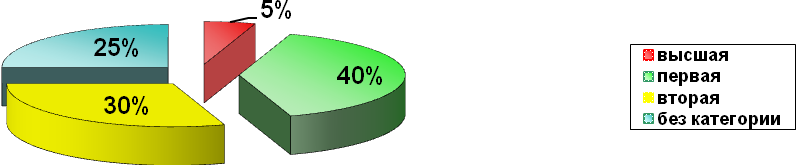 5%
25%
40%
30%
высшая
первая
вторая
без категории